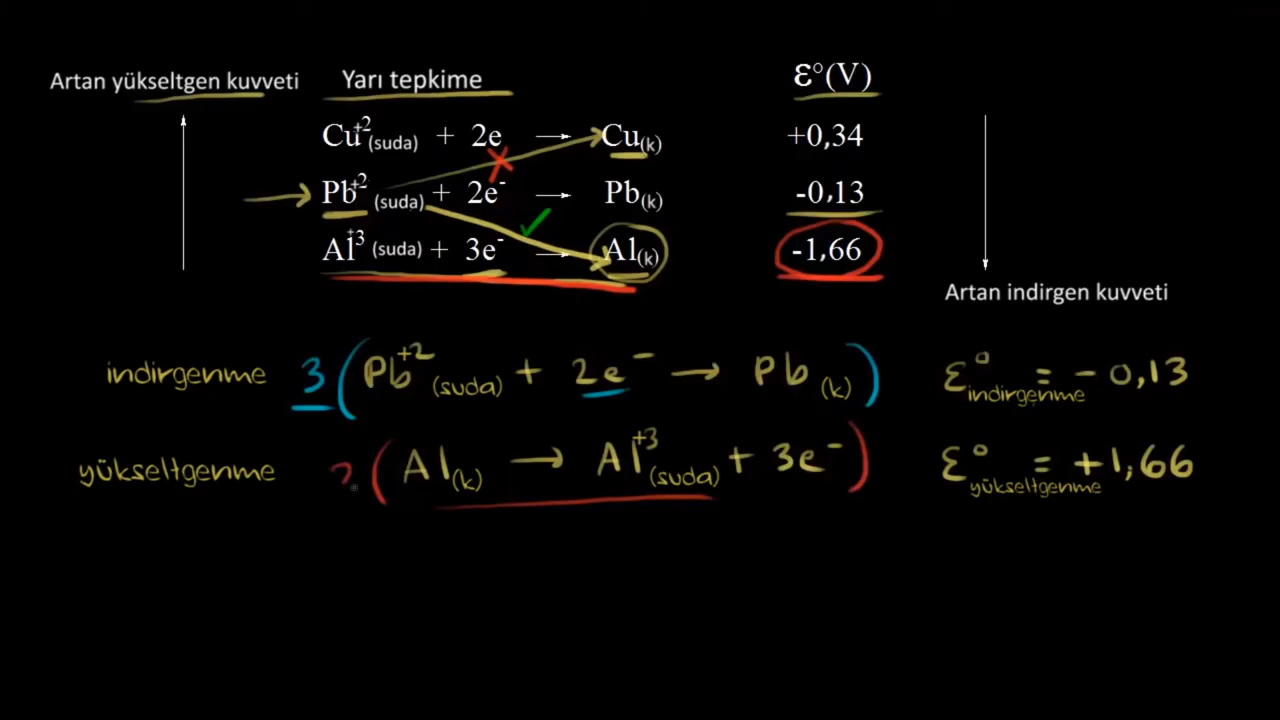 Artan yükseltgen kuvveti Yarı tepkime Ɛ°(V)
Cu+2(suda) + 2e → Cu(k) +0,34
Pb+2(suda) + 2e- → Pb(k) -0,13
Al+3(suda) + 3e- → Al(k) -1,66
Artan indirgen kuvveti
indirgenme 3(Pb+2(suda) + 2e- → Pb(k)) Ɛ°indirgenme = -0,13
yükseltgenme 2(Al(k) → Al+3(suda) + 3e-) Ɛ°yükseltgenme = +1,66